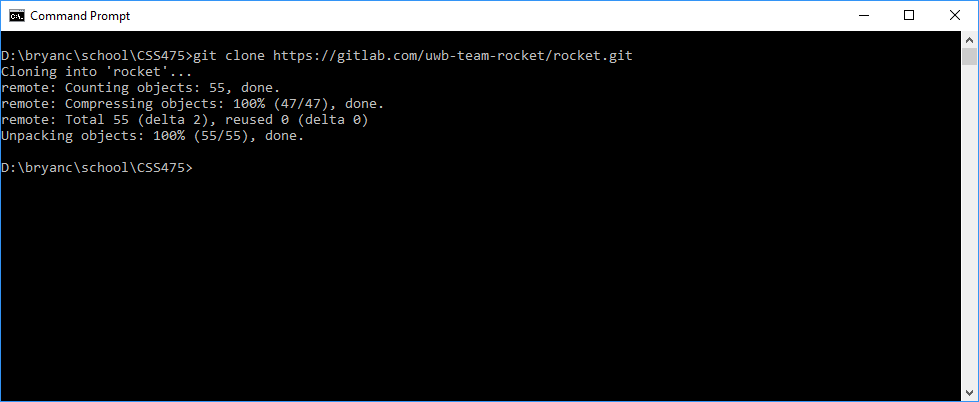 Command Prompt
D:\bryanc\school\CSS475>git clone https://gitlab.com/uwb-team-rocket/rocket.git
Cloning into 'rocket'...
remote: Counting objects: 55, done.
remote: Compressing objects: 100% (47/47), done.
remote: Total 55 (delta 2), reused 0 (delta 0)
Unpacking objects: 100% (55/55), done.
D:\bryanc\school\CSS475>